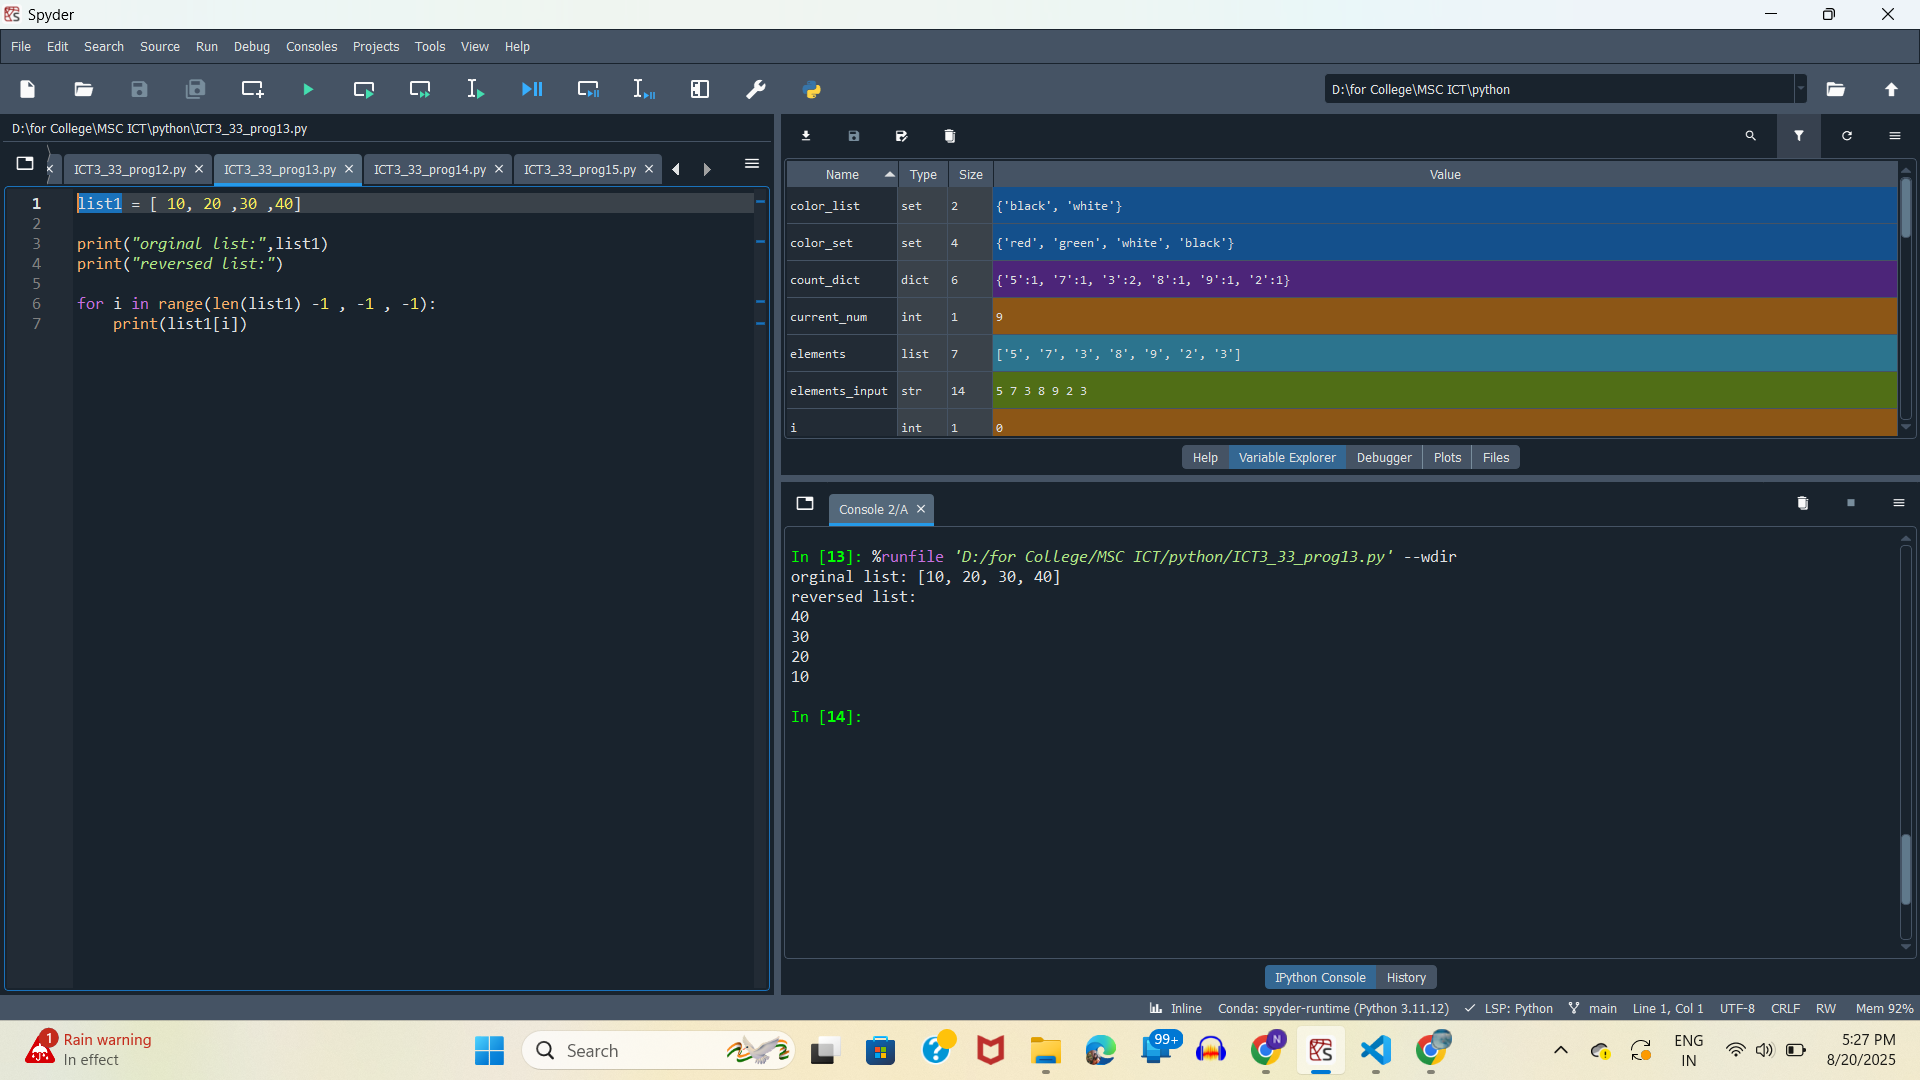 Spyder
File Edit Search Source Run Debug Consoles Projects Tools View Help
D:\for College\MSC ICT\python
D:\for College\MSC ICT\python\ICT3_33_prog13.py
ICT3_33_prog12.py ICT3_33_prog13.py ICT3_33_prog14.py ICT3_33_prog15.py
1 list1 = [ 10, 20 ,30 ,40]
2
3 print("orginal list:",list1)
4 print("reversed list:")
5
6 for i in range(len(list1) -1 , -1 , -1):
7 print(list1[i])
Name Type Size Value
color_list set 2 {'black', 'white'}
color_set set 4 {'red', 'green', 'white', 'black'}
count_dict dict 6 {'5':1, '7':1, '3':2, '8':1, '9':1, '2':1}
current_num int 1 9
elements list 7 ['5', '7', '3', '8', '9', '2', '3']
elements_input str 14 5 7 3 8 9 2 3
i int 1 0
Help Variable Explorer Debugger Plots Files
Console 2/A
In [13]: %runfile 'D:/for College/MSC ICT/python/ICT3_33_prog13.py' --wdir
orginal list: [10, 20, 30, 40]
reversed list:
40
30
20
10
In [14]:
IPython Console History
Inline Conda: spyder-runtime (Python 3.11.12) LSP: Python main Line 1, Col 1 UTF-8 CRLF RW Mem 92%
1 Rain warning
In effect
Search
99+
N
ENG
IN
5:27 PM
8/20/2025